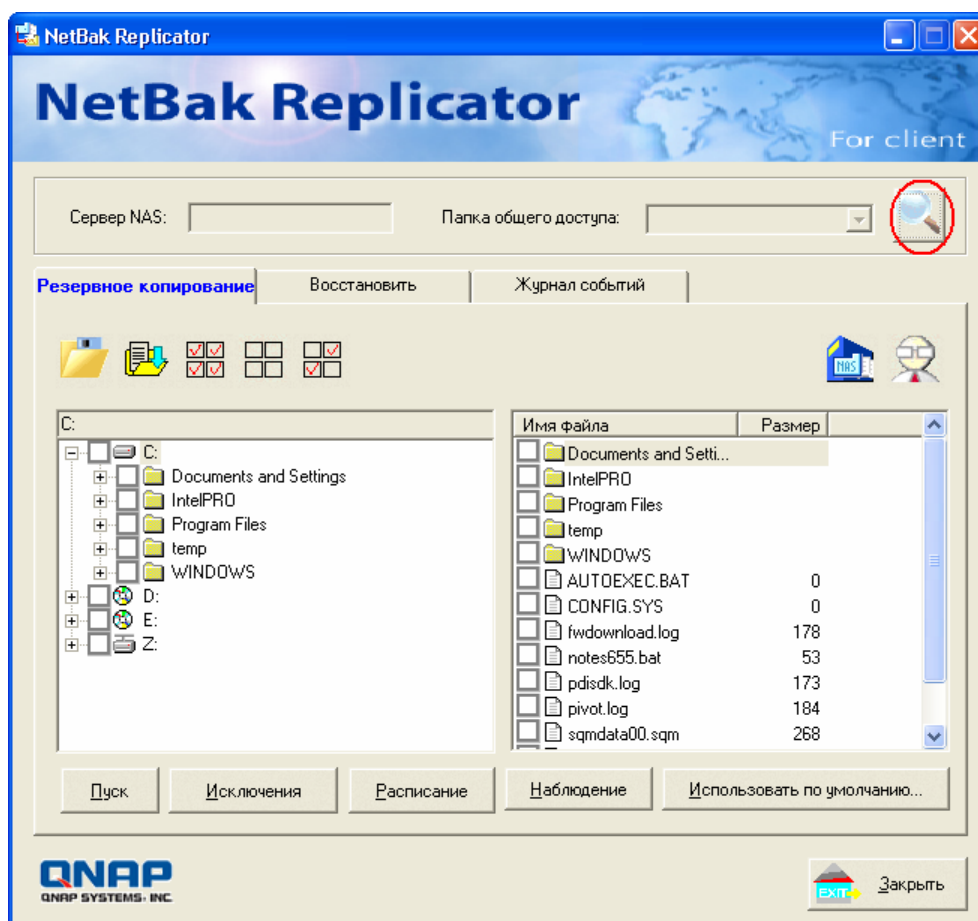 NetBak Replicator
NetBak Replicator
For client
Сервер NAS:
Папка общего доступа:
Резервное копирование
Восстановить
Журнал событий
NAS
C:
C:
Documents and Settings
IntelPRO
Program Files
temp
WINDOWS
D:
E:
Z:
Имя файла Размер
Documents and Setti...
IntelPRO
Program Files
temp
WINDOWS
AUTOEXEC.BAT 0
CONFIG.SYS 0
fwdownload.log 178
notes655.bat 53
pdisdk.log 173
pivot.log 184
sqmdata00.sqm 268
Пуск
Исключения
Расписание
Наблюдение
Использовать по умолчанию...
QNAP
QNAP SYSTEMS, INC
EXIT
Закрыть